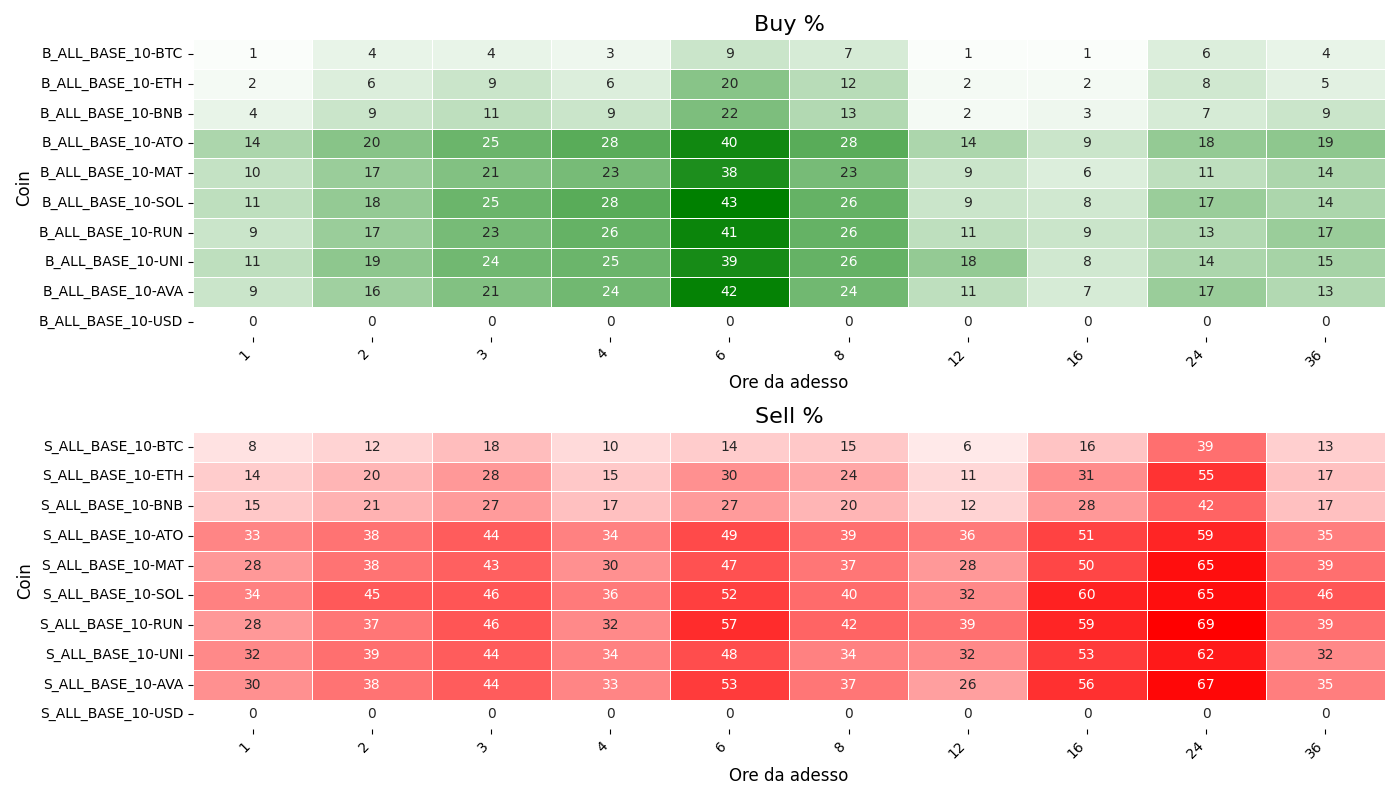 Buy %
Coin
B_ALL_BASE_10-BTC 1 4 4 3 9 7 1 1 6 4
B_ALL_BASE_10-ETH 2 6 9 6 20 12 2 2 8 5
B_ALL_BASE_10-BNB 4 9 11 9 22 13 2 3 7 9
B_ALL_BASE_10-ATO 14 20 25 28 40 28 14 9 18 19
B_ALL_BASE_10-MAT 10 17 21 23 38 23 9 6 11 14
B_ALL_BASE_10-SOL 11 18 25 28 43 26 9 8 17 14
B_ALL_BASE_10-RUN 9 17 23 26 41 26 11 9 13 17
B_ALL_BASE_10-UNI 11 19 24 25 39 26 18 8 14 15
B_ALL_BASE_10-AVA 9 16 21 24 42 24 11 7 17 13
B_ALL_BASE_10-USD 0 0 0 0 0 0 0 0 0 0
1 2 3 4 6 8 12 16 24 36
Ore da adesso
Sell %
Coin
S_ALL_BASE_10-BTC 8 12 18 10 14 15 6 16 39 13
S_ALL_BASE_10-ETH 14 20 28 15 30 24 11 31 55 17
S_ALL_BASE_10-BNB 15 21 27 17 27 20 12 28 42 17
S_ALL_BASE_10-ATO 33 38 44 34 49 39 36 51 59 35
S_ALL_BASE_10-MAT 28 38 43 30 47 37 28 50 65 39
S_ALL_BASE_10-SOL 34 45 46 36 52 40 32 60 65 46
S_ALL_BASE_10-RUN 28 37 46 32 57 42 39 59 69 39
S_ALL_BASE_10-UNI 32 39 44 34 48 34 32 53 62 32
S_ALL_BASE_10-AVA 30 38 44 33 53 37 26 56 67 35
S_ALL_BASE_10-USD 0 0 0 0 0 0 0 0 0 0
1 2 3 4 6 8 12 16 24 36
Ore da adesso